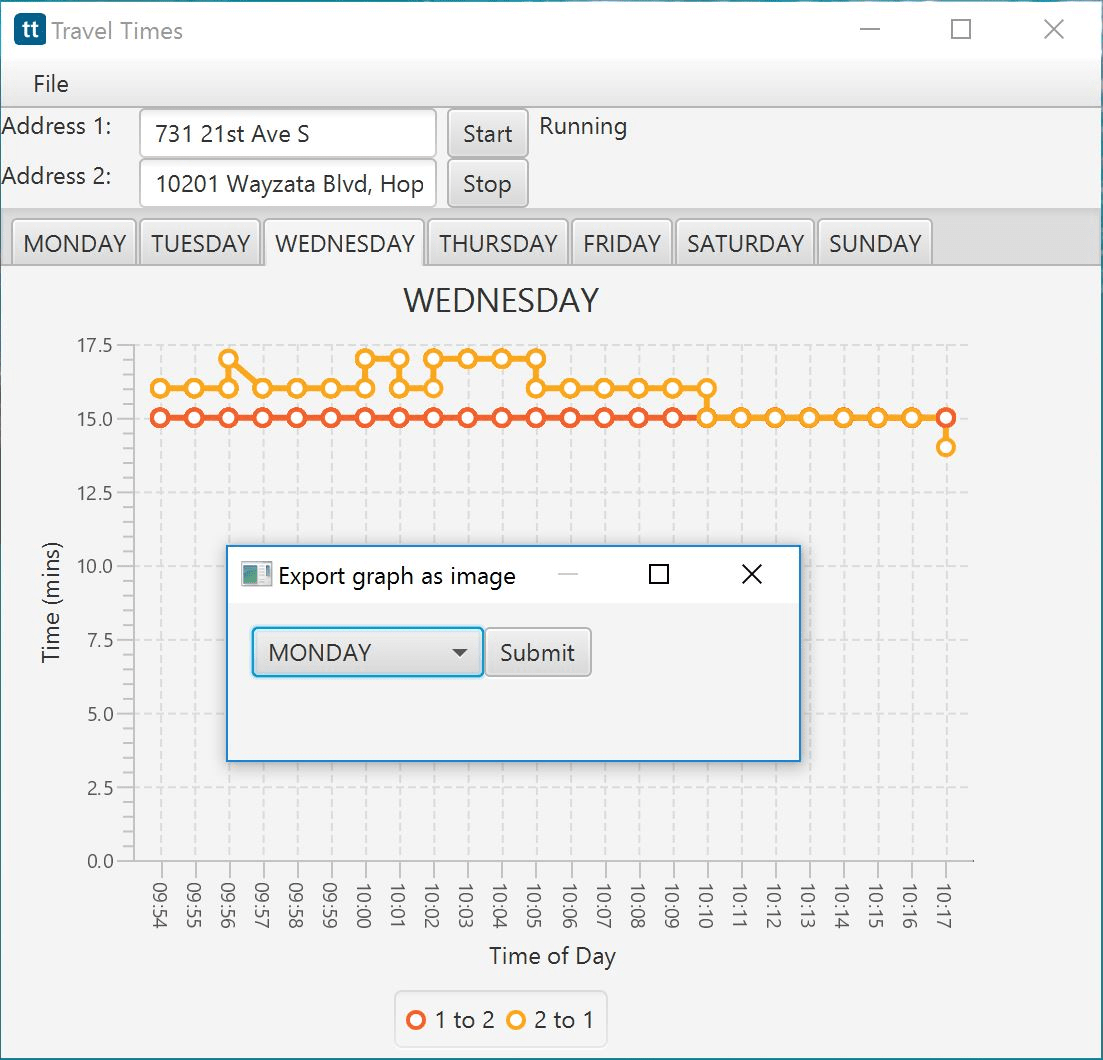 tt Travel Times
File
Address 1: 731 21st Ave S Start Running
Address 2: 10201 Wayzata Blvd, Hop Stop
MONDAY TUESDAY WEDNESDAY THURSDAY FRIDAY SATURDAY SUNDAY
WEDNESDAY
17.5
15.0
12.5
10.0
7.5
5.0
2.5
0.0
Time (mins)
Export graph as image
MONDAY Submit
09:54 09:55 09:56 09:57 09:58 09:59 10:00 10:01 10:02 10:03 10:04 10:05 10:06 10:07 10:08 10:09 10:10 10:11 10:12 10:13 10:14 10:15 10:16 10:17
Time of Day
1 to 2 2 to 1